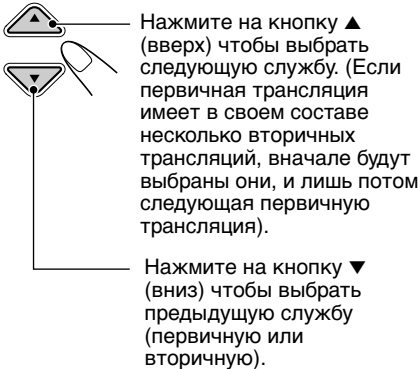 Нажмите на кнопку ▲
(вверх) чтобы выбрать
следующую службу. (Если
первичная трансляция
имеет в своем составе
несколько вторичных
трансляций, вначале будут
выбраны они, и лишь потом
следующая первичную
трансляция).
Нажмите на кнопку ▼
(вниз) чтобы выбрать
предыдущую службу
(первичную или
вторичную).